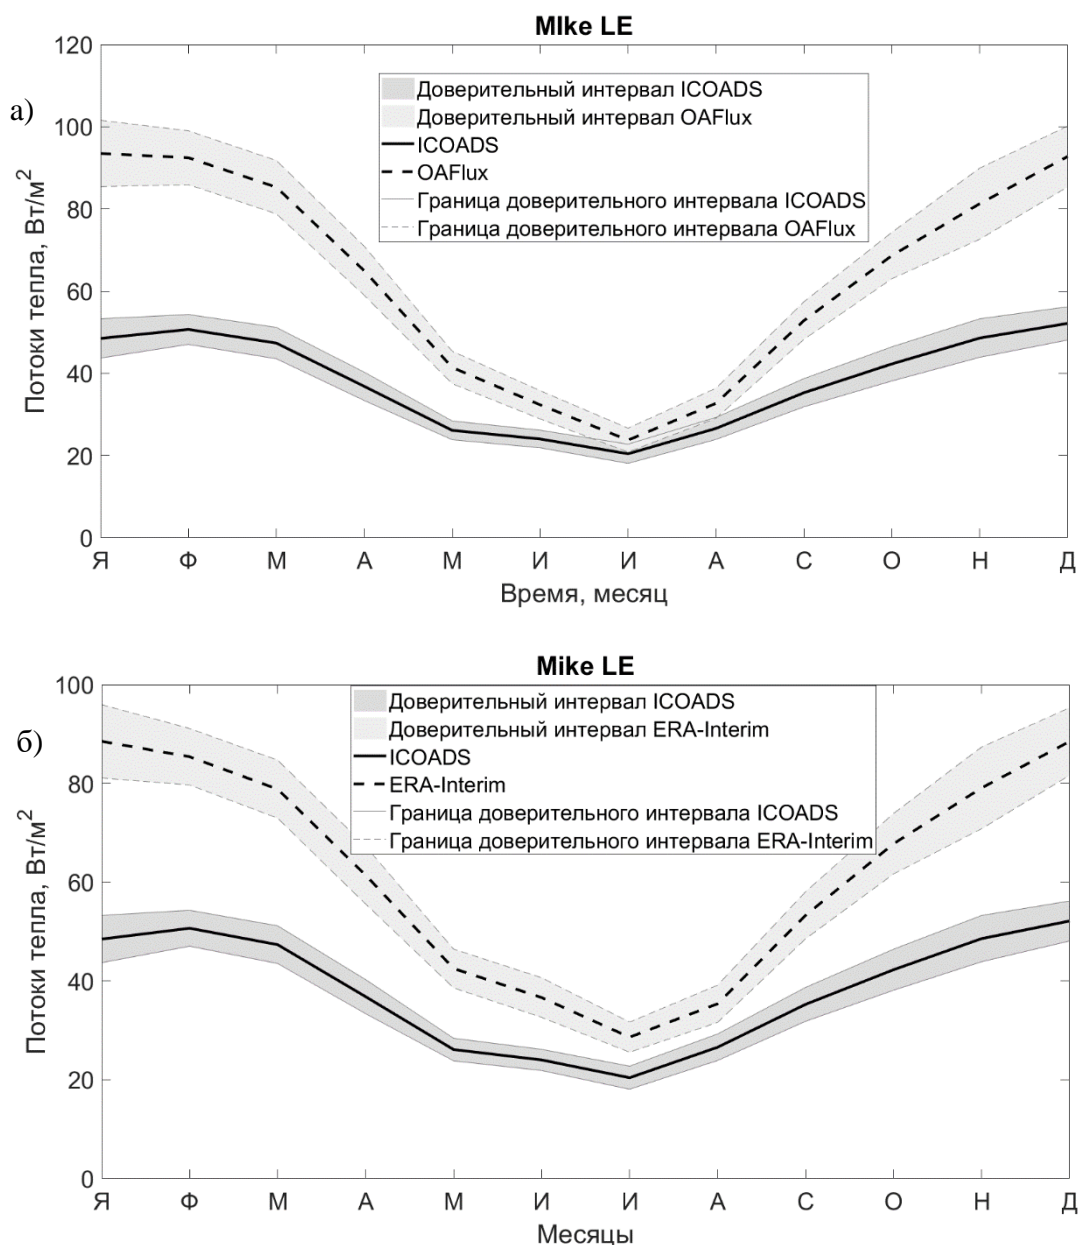 MIke LE
а)
Потоки тепла, Вт/м²
120
100
80
60
40
20
0
Доверительный интервал ICOADS
Доверительный интервал OAFlux
ICOADS
OAFlux
Граница доверительного интервала ICOADS
Граница доверительного интервала OAFlux
Я Ф М А М И И А С О Н Д
Время, месяц
Mike LE
б)
Потоки тепла, Вт/м²
100
80
60
40
20
0
Доверительный интервал ICOADS
Доверительный интервал ERA-Interim
ICOADS
ERA-Interim
Граница доверительного интервала ICOADS
Граница доверительного интервала ERA-Interim
Я Ф М А М И И А С О Н Д
Месяцы